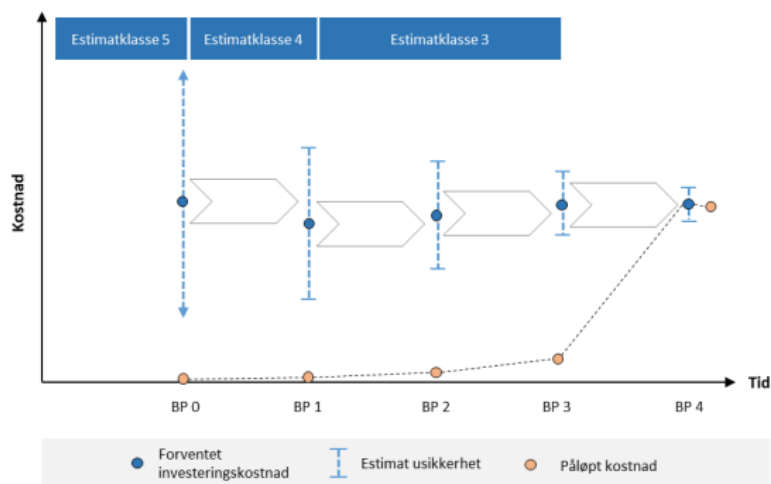 Estimatklasse 5
Estimatklasse 4
Estimatklasse 3
Kostnad
Tid
BP 0
BP 1
BP 2
BP 3
BP 4
Forventet
investeringskostnad
Estimat usikkerhet
Påløpt kostnad